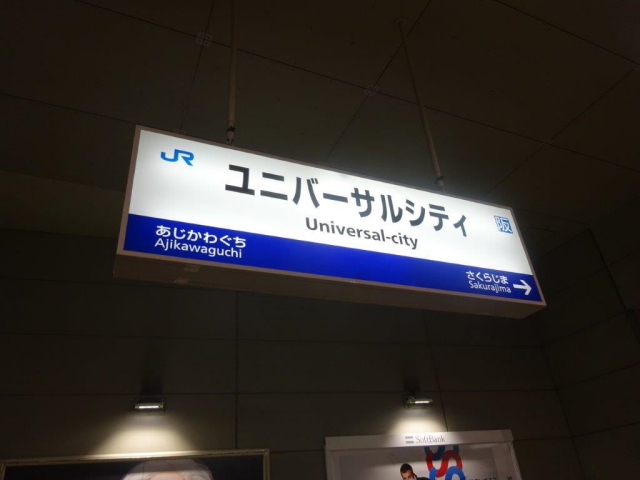 JR
ユニバーサルシティ
阪
Universal-city
あじかわぐち
Ajikawaguchi
さくらじま
Sakurajima
SoftBank